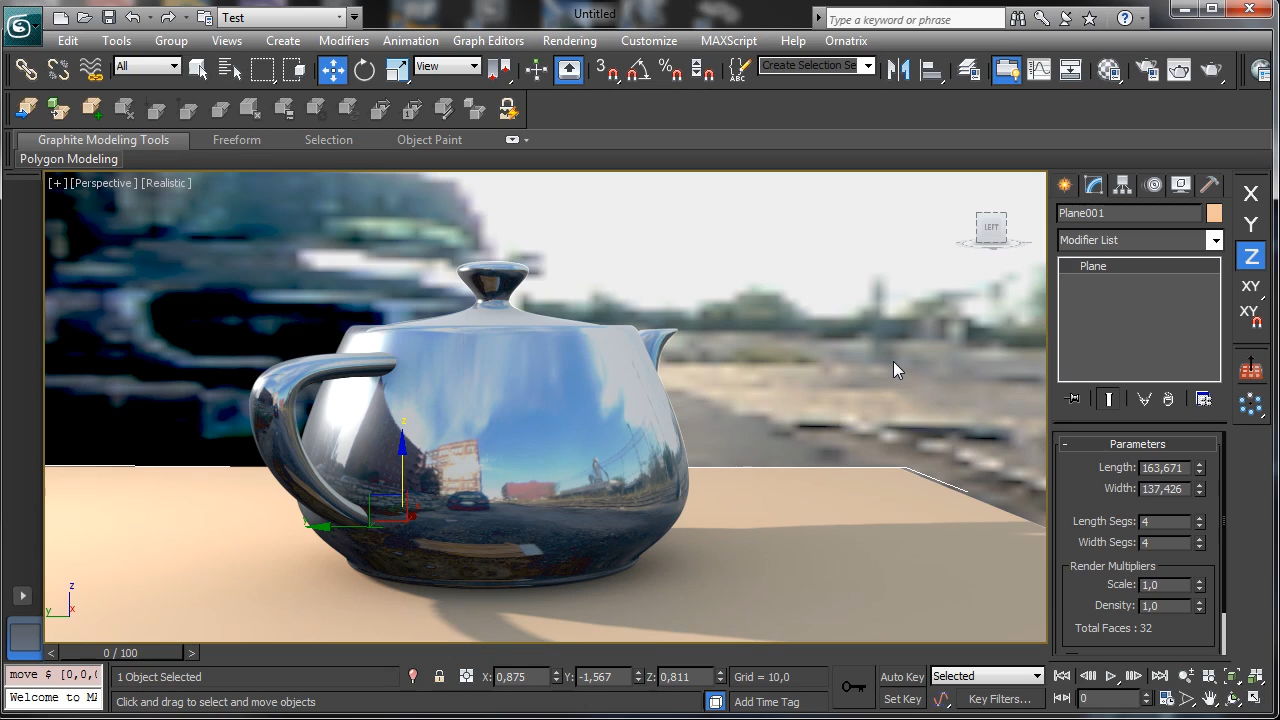 Test
Untitled
Type a keyword or phrase
Edit Tools Group Views Create Modifiers Animation Graph Editors Rendering Customize MAXScript Help Ornatrix
All View 3 % ABC Create Selection Se
Graphite Modeling Tools Freeform Selection Object Paint
Polygon Modeling
[+] [Perspective ] [Realistic ]
LEFT
Plane001
Modifier List
Plane
X
Y
Z
XY
XY
- Parameters
Length: 163,671
Width: 137,426
Length Segs: 4
Width Segs: 4
Render Multipliers
Scale: 1,0
Density: 1,0
Total Faces : 32
z
z
y x
< 0 / 100 >
move $ [0,0,(
Welcome to MA
1 Object Selected
X: 0,875 Y: -1,567 Z: 0,811
Grid = 10,0
Auto Key Selected
Click and drag to select and move objects
Add Time Tag
Set Key Key Filters...
0